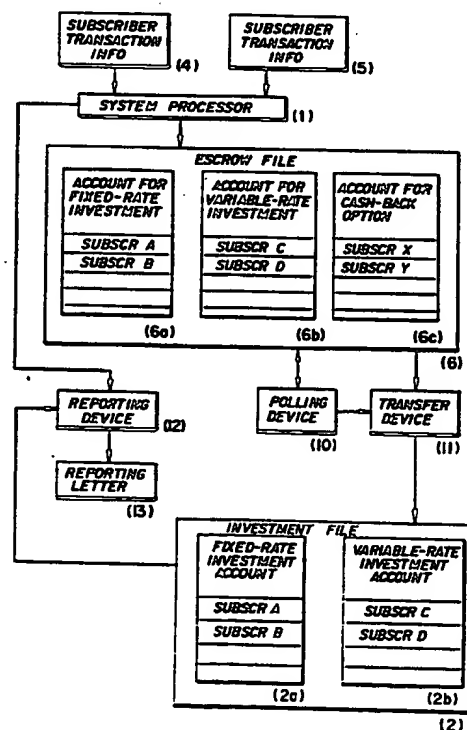 SUBSCRIBER
TRANSACTION
INFO
(4)
SUBSCRIBER
TRANSACTION
INFO
(5)
SYSTEM PROCESSOR
(1)
ESCROW FILE
ACCOUNT FOR
FIXED-RATE
INVESTMENT
SUBSCR A
SUBSCR B
(6a)
ACCOUNT FOR
VARIABLE-RATE
INVESTMENT
SUBSCR C
SUBSCR D
(6b)
ACCOUNT FOR
CASH-BACK
OPTION
SUBSCR X
SUBSCR Y
(6c)
(6)
REPORTING
DEVICE
(12)
POLLING
DEVICE
(10)
TRANSFER
DEVICE
(11)
REPORTING
LETTER
(13)
INVESTMENT FILE
FIXED-RATE
INVESTMENT
ACCOUNT
SUBSCR A
SUBSCR B
(2a)
VARIABLE-RATE
INVESTMENT
ACCOUNT
SUBSCR C
SUBSCR D
(2b)
(2)